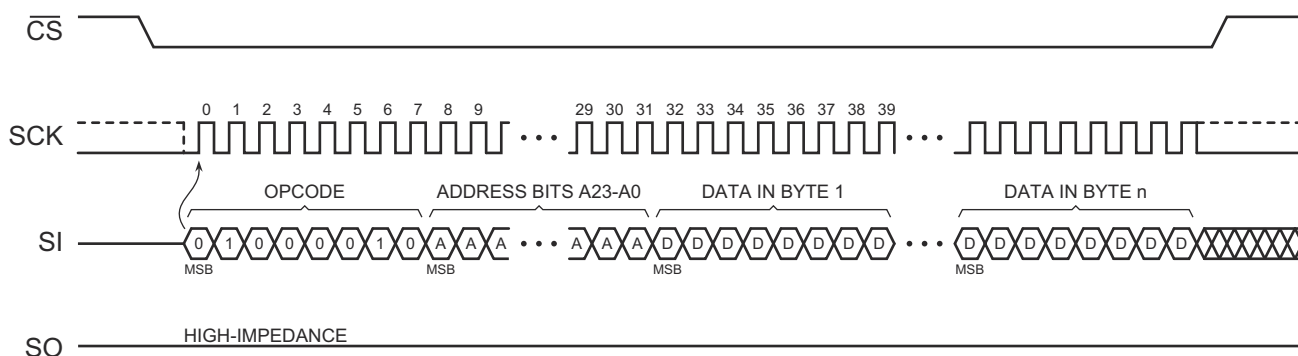 CS
0 1 2 3 4 5 6 7 8 9 29 30 31 32 33 34 35 36 37 38 39
SCK
OPCODE ADDRESS BITS A23-A0 DATA IN BYTE 1 DATA IN BYTE n
SI 0 1 0 0 0 0 1 0 A A A A A A D D D D D D D D D D D D D D D D
MSB MSB MSB MSB
HIGH-IMPEDANCE
SO